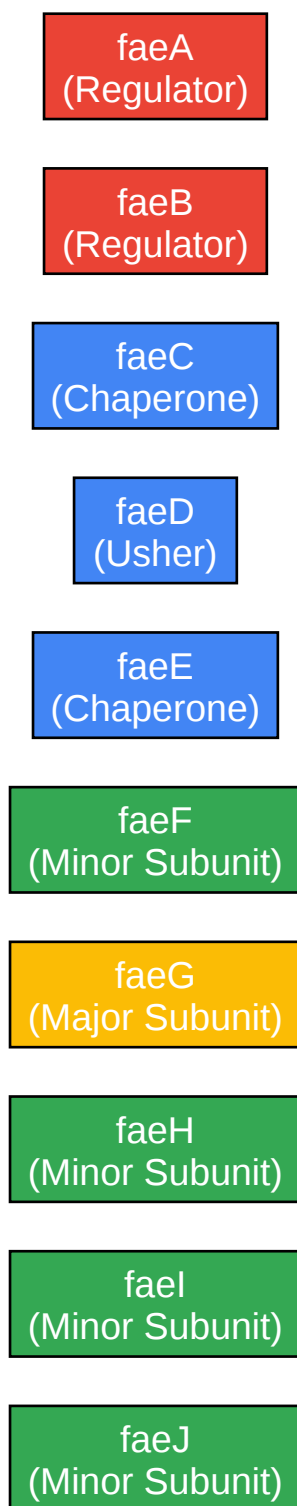 faeA
(Regulator)
faeB
(Regulator)
faeC
(Chaperone)
faeD
(Usher)
faeE
(Chaperone)
faeF
(Minor Subunit)
faeG
(Major Subunit)
faeH
(Minor Subunit)
faeI
(Minor Subunit)
faeJ
(Minor Subunit)